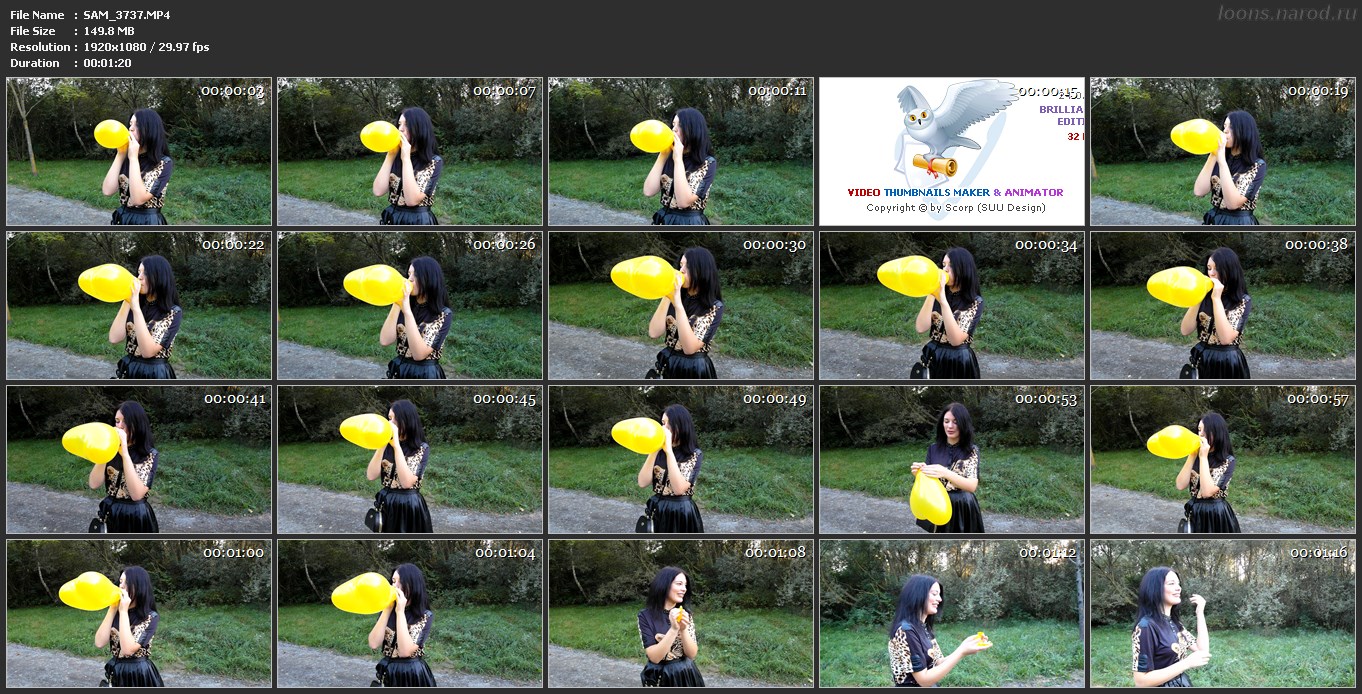 File Name : SAM_3737.MP4
File Size : 149.8 MB
Resolution : 1920x1080 / 29.97 fps
Duration : 00:01:20
loons.narod.ru
00:00:03
00:00:07
00:00:11
00:00:15
BRILLIA
EDITI
32
VIDEO THUMBNAILS MAKER & ANIMATOR
Copyright © by Scorp (SUU Design)
00:00:19
00:00:22
00:00:26
00:00:30
00:00:34
00:00:38
00:00:41
00:00:45
00:00:49
00:00:53
00:00:57
00:01:00
00:01:04
00:01:08
00:01:12
00:01:16